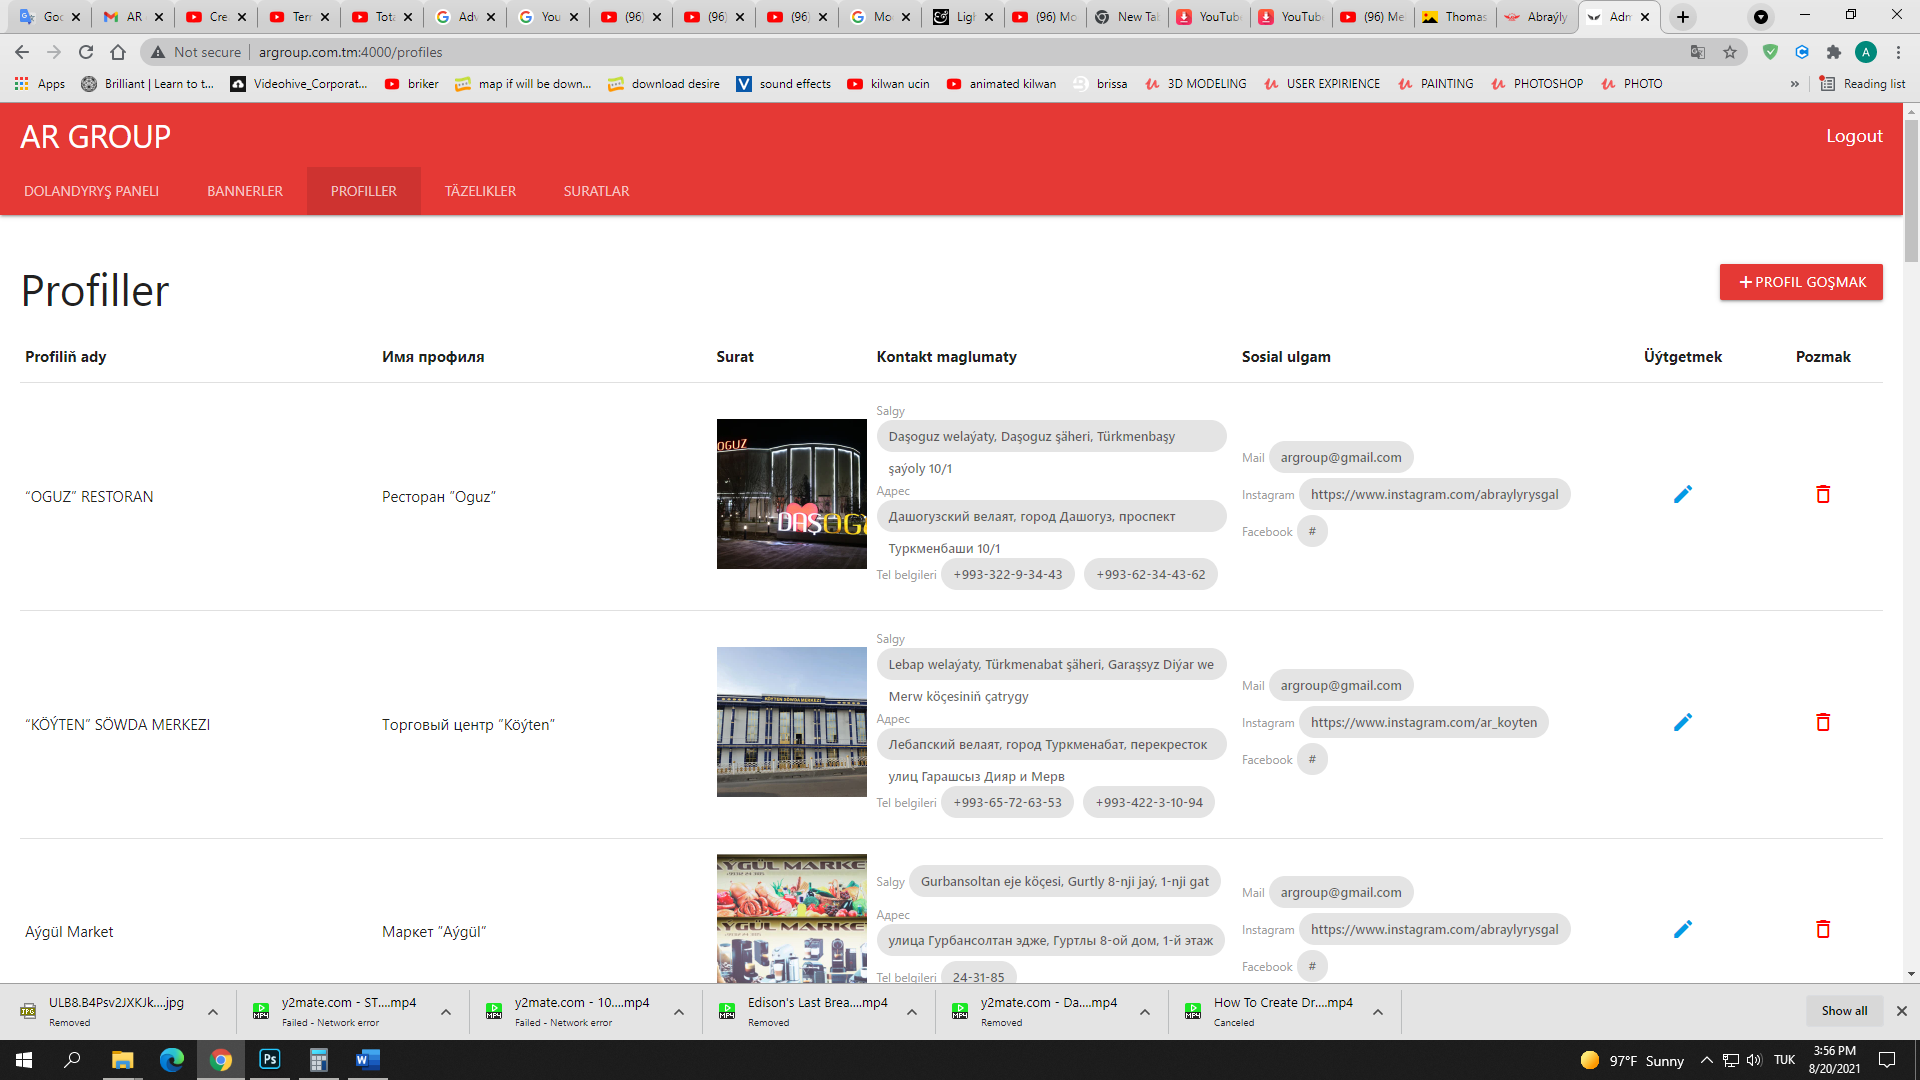 Goo
AR
Cre
Terr
Tota
Adv
You
(96)
(96)
(96)
Mo
Ligh
(96) Mo
New Tab
YouTube
YouTube
(96) Me
Thomas
Abraýly
Adm
Not secure
argroup.com.tm:4000/profiles
A
Apps
Brilliant | Learn to t...
Videohive_Corporat...
briker
map if will be down...
download desire
sound effects
kilwan ucin
animated kilwan
brissa
3D MODELING
USER EXPIRIENCE
PAINTING
PHOTOSHOP
PHOTO
»
Reading list
AR GROUP
Logout
DOLANDYRYŞ PANELI
BANNERLER
PROFILLER
TÄZELIKLER
SURATLAR
Profiller
+PROFIL GOŞMAK
Profiliň ady
Имя профиля
Surat
Kontakt maglumaty
Sosial ulgam
Üýtgetmek
Pozmak
“OGUZ” RESTORAN
Ресторан “Oguz”
OGUZ
DAŞOGU
Salgy
Daşoguz welaýaty, Daşoguz şäheri, Türkmenbaşy
şaýoly 10/1
Адрес
Дашогузский велаят, город Дашогуз, проспект
Туркменбаши 10/1
Tel belgileri +993-322-9-34-43 +993-62-34-43-62
Mail argroup@gmail.com
Instagram https://www.instagram.com/abraylyrysgal
Facebook #
“KÖÝTEN” SÖWDA MERKEZI
Торговый центр “Köýten”
KÖÝTEN SÖWDA MERKEZI
Salgy
Lebap welaýaty, Türkmenabat şäheri, Garaşsyz Diýar we
Merw köçesiniň çatrygy
Адрес
Лебапский велаят, город Туркменабат, перекресток
улиц Гарашсыз Дияр и Мерв
Tel belgileri +993-65-72-63-53 +993-422-3-10-94
Mail argroup@gmail.com
Instagram https://www.instagram.com/ar_koyten
Facebook #
Aýgül Market
Маркет “Aýgül”
AÝGÜL MARKE
AÝGÜL MARKE
Salgy Gurbansoltan eje köçesi, Gurtly 8-nji jaý, 1-nji gat
Адрес
улица Гурбансолтан эдже, Гуртлы 8-ой дом, 1-й этаж
Tel belgileri 24-31-85
Mail argroup@gmail.com
Instagram https://www.instagram.com/abraylyrysgal
Facebook #
ULB8.B4Psv2JXKJk....jpg
Removed
y2mate.com - ST....mp4
Failed - Network error
y2mate.com - 10....mp4
Failed - Network error
Edison's Last Brea....mp4
Removed
y2mate.com - Da....mp4
Removed
How To Create Dr....mp4
Canceled
Show all
Ps
97°F Sunny
TUK
3:56 PM
8/20/2021